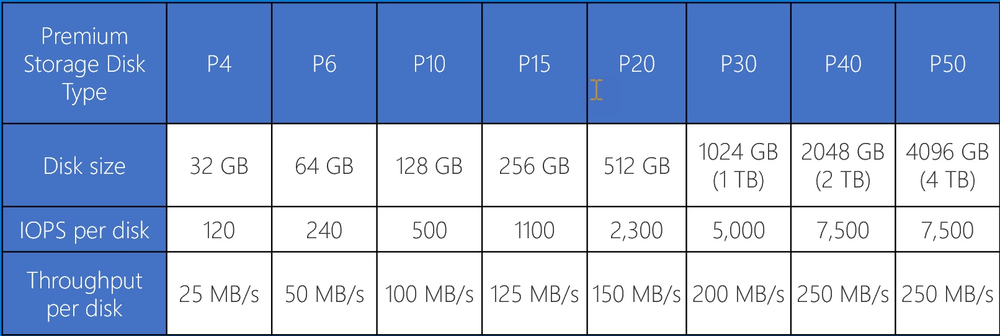 Premium
Storage Disk
Type
P4
P6
P10
P15
P20
P30
P40
P50
Disk size
32 GB
64 GB
128 GB
256 GB
512 GB
1024 GB
(1 TB)
2048 GB
(2 TB)
4096 GB
(4 TB)
IOPS per disk
120
240
500
1100
2,300
5,000
7,500
7,500
Throughput
per disk
25 MB/s
50 MB/s
100 MB/s
125 MB/s
150 MB/s
200 MB/s
250 MB/s
250 MB/s